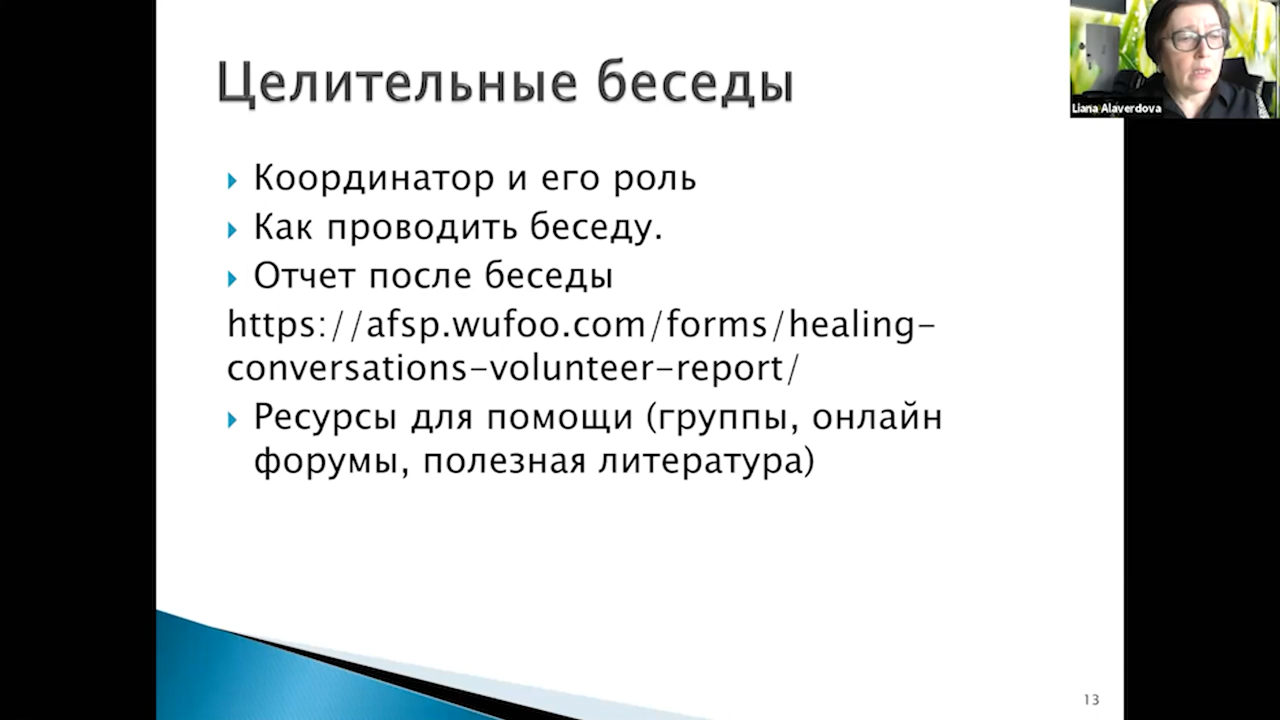 Целительные беседы
Liana Alaverdova
Координатор и его роль
Как проводить беседу.
Отчет после беседы
https://afsp.wufoo.com/forms/healing-
conversations-volunteer-report/
Ресурсы для помощи (группы, онлайн
форумы, полезная литература)
13